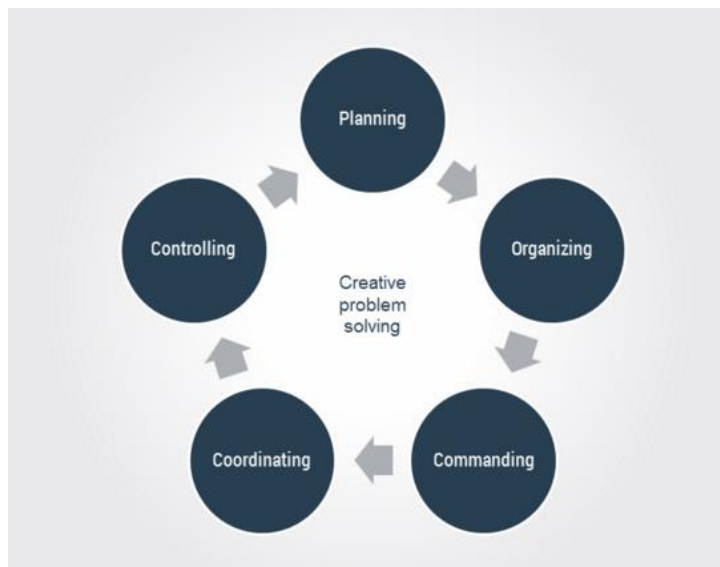 Planning
Organizing
Commanding
Coordinating
Controlling
Creative
problem
solving